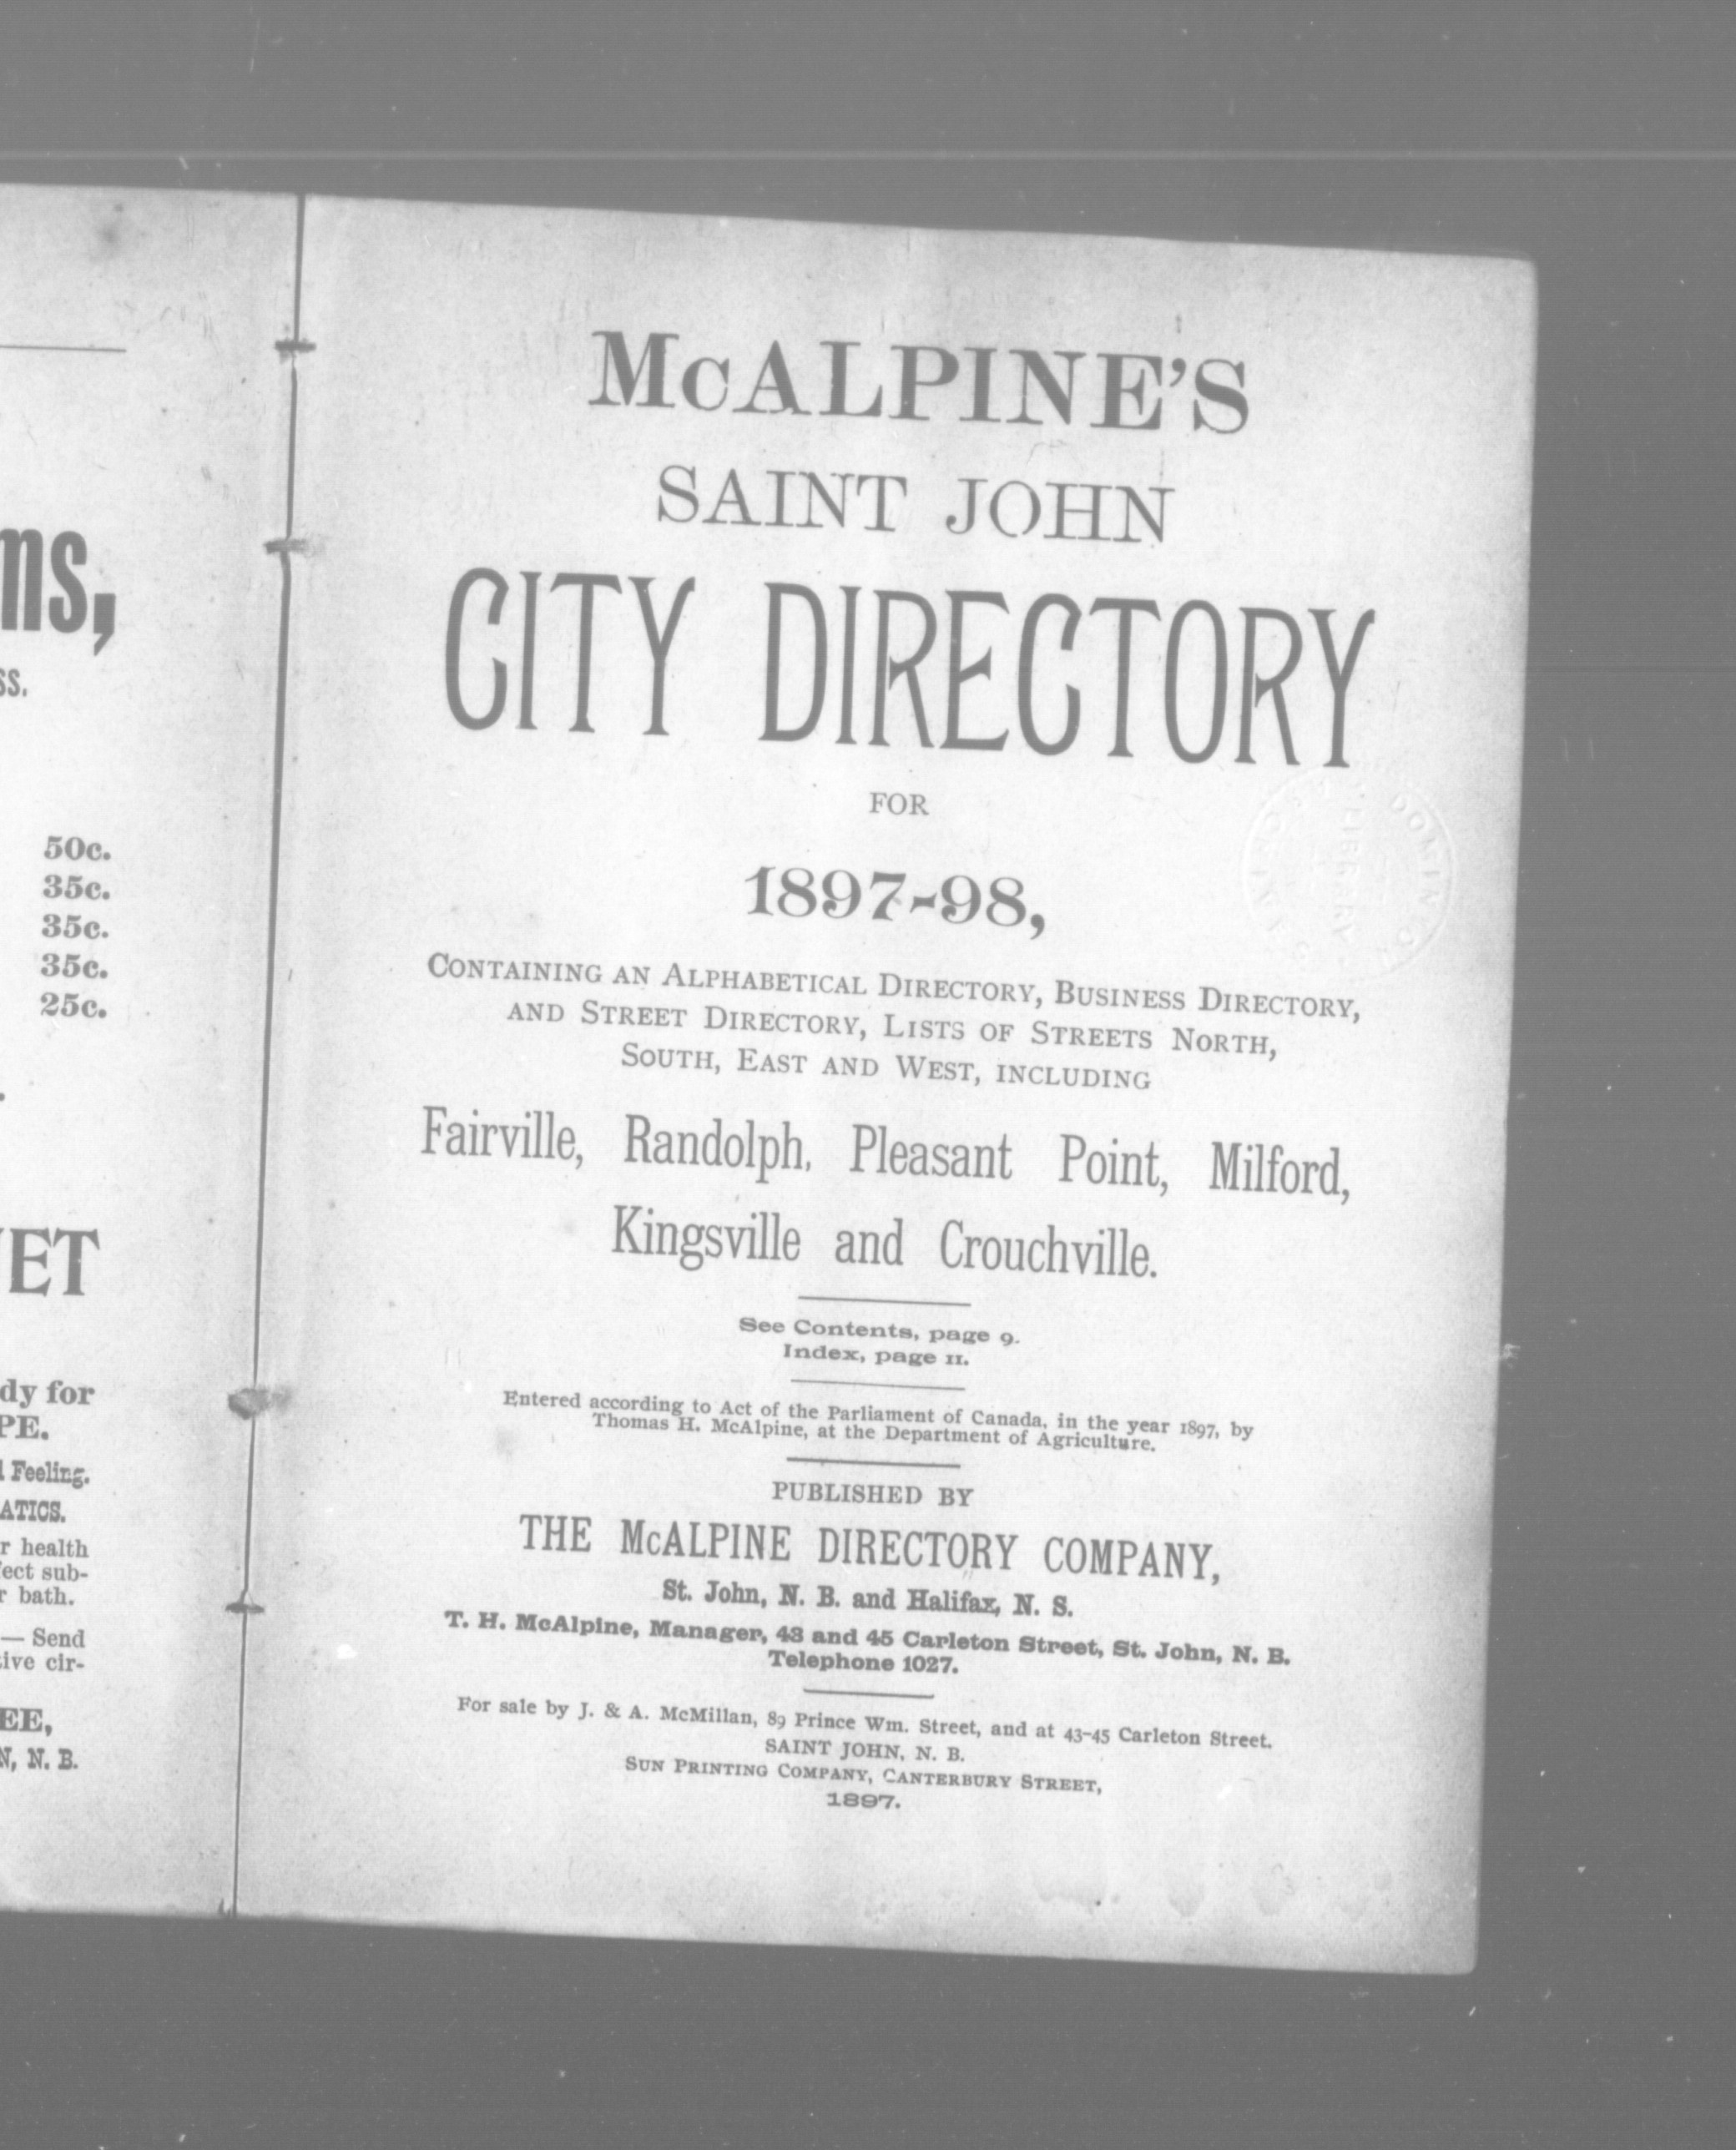 ms,
ss.
50c.
35c.
35c.
35c.
25c.
ET
dy for
PE.
Feeling.
ATICS.
r health
fect sub-
r bath.
— Send
tive cir-
EE,
N, N. B.
McALPINE'S
SAINT JOHN
CITY DIRECTORY
FOR
1897-98,
CONTAINING AN ALPHABETICAL DIRECTORY, BUSINESS DIRECTORY,
AND STREET DIRECTORY, LISTS OF STREETS NORTH,
SOUTH, EAST AND WEST, INCLUDING
Fairville, Randolph, Pleasant Point, Milford,
Kingsville and Crouchville.
See Contents, page 9.
Index, page 11.
Entered according to Act of the Parliament of Canada, in the year 1897, by
Thomas H. McAlpine, at the Department of Agriculture.
PUBLISHED BY
THE McALPINE DIRECTORY COMPANY,
St. John, N. B. and Halifax, N. S.
T. H. McAlpine, Manager, 43 and 45 Carleton Street, St. John, N. B.
Telephone 1027.
For sale by J. & A. McMillan, 89 Prince Wm. Street, and at 43-45 Carleton Street.
SAINT JOHN, N. B.
SUN PRINTING COMPANY, CANTERBURY STREET,
1897.
LIBRARY